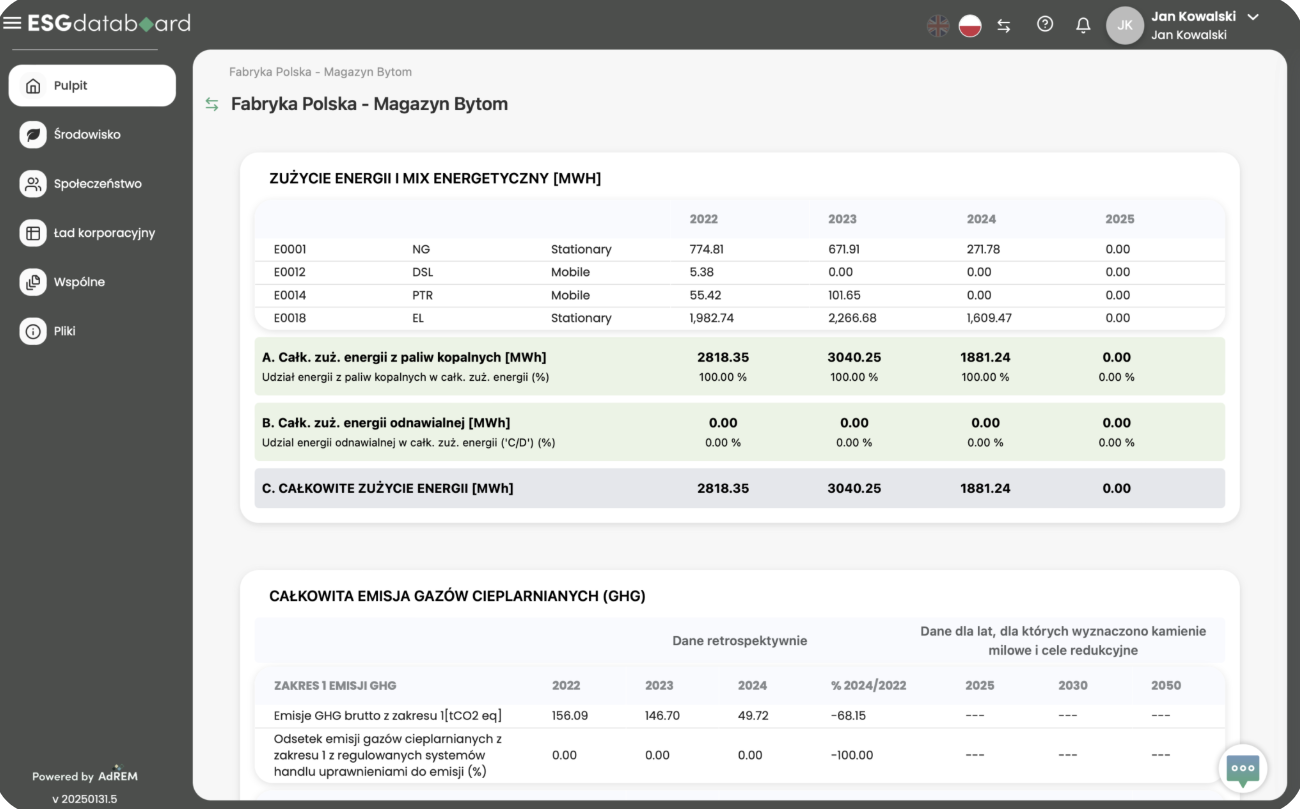 ESGdataboard
JK
Jan Kowalski
Jan Kowalski
Pulpit
Środowisko
Społeczeństwo
Ład korporacyjny
Wspólne
Pliki
Powered by AdREM
v 20250131.5
Fabryka Polska - Magazyn Bytom
Fabryka Polska - Magazyn Bytom
ZUŻYCIE ENERGII I MIX ENERGETYCZNY [MWH]
2022 2023 2024 2025
E0001 NG Stationary 774.81 671.91 271.78 0.00
E0012 DSL Mobile 5.38 0.00 0.00 0.00
E0014 PTR Mobile 55.42 101.65 0.00 0.00
E0018 EL Stationary 1,982.74 2,266.68 1,609.47 0.00
A. Całk. zuż. energii z paliw kopalnych [MWh] 2818.35 3040.25 1881.24 0.00
Udział energii z paliw kopalnych w całk. zuż. energii (%) 100.00 % 100.00 % 100.00 % 0.00 %
B. Całk. zuż. energii odnawialnej [MWh] 0.00 0.00 0.00 0.00
Udzial energii odnawialnej w całk. zuż. energii ('C/D') (%) 0.00 % 0.00 % 0.00 % 0.00 %
C. CAŁKOWITE ZUŻYCIE ENERGII [MWh] 2818.35 3040.25 1881.24 0.00
CAŁKOWITA EMISJA GAZÓW CIEPLARNIANYCH (GHG)
Dane retrospektywnie
Dane dla lat, dla których wyznaczono kamienie
milowe i cele redukcyjne
ZAKRES 1 EMISJI GHG 2022 2023 2024 % 2024/2022 2025 2030 2050
Emisje GHG brutto z zakresu 1[tCO2 eq] 156.09 146.70 49.72 -68.15 --- --- ---
Odsetek emisji gazów cieplarnianych z
zakresu 1 z regulowanych systemów 0.00 0.00 0.00 -100.00 --- --- ---
handlu uprawnieniami do emisji (%)